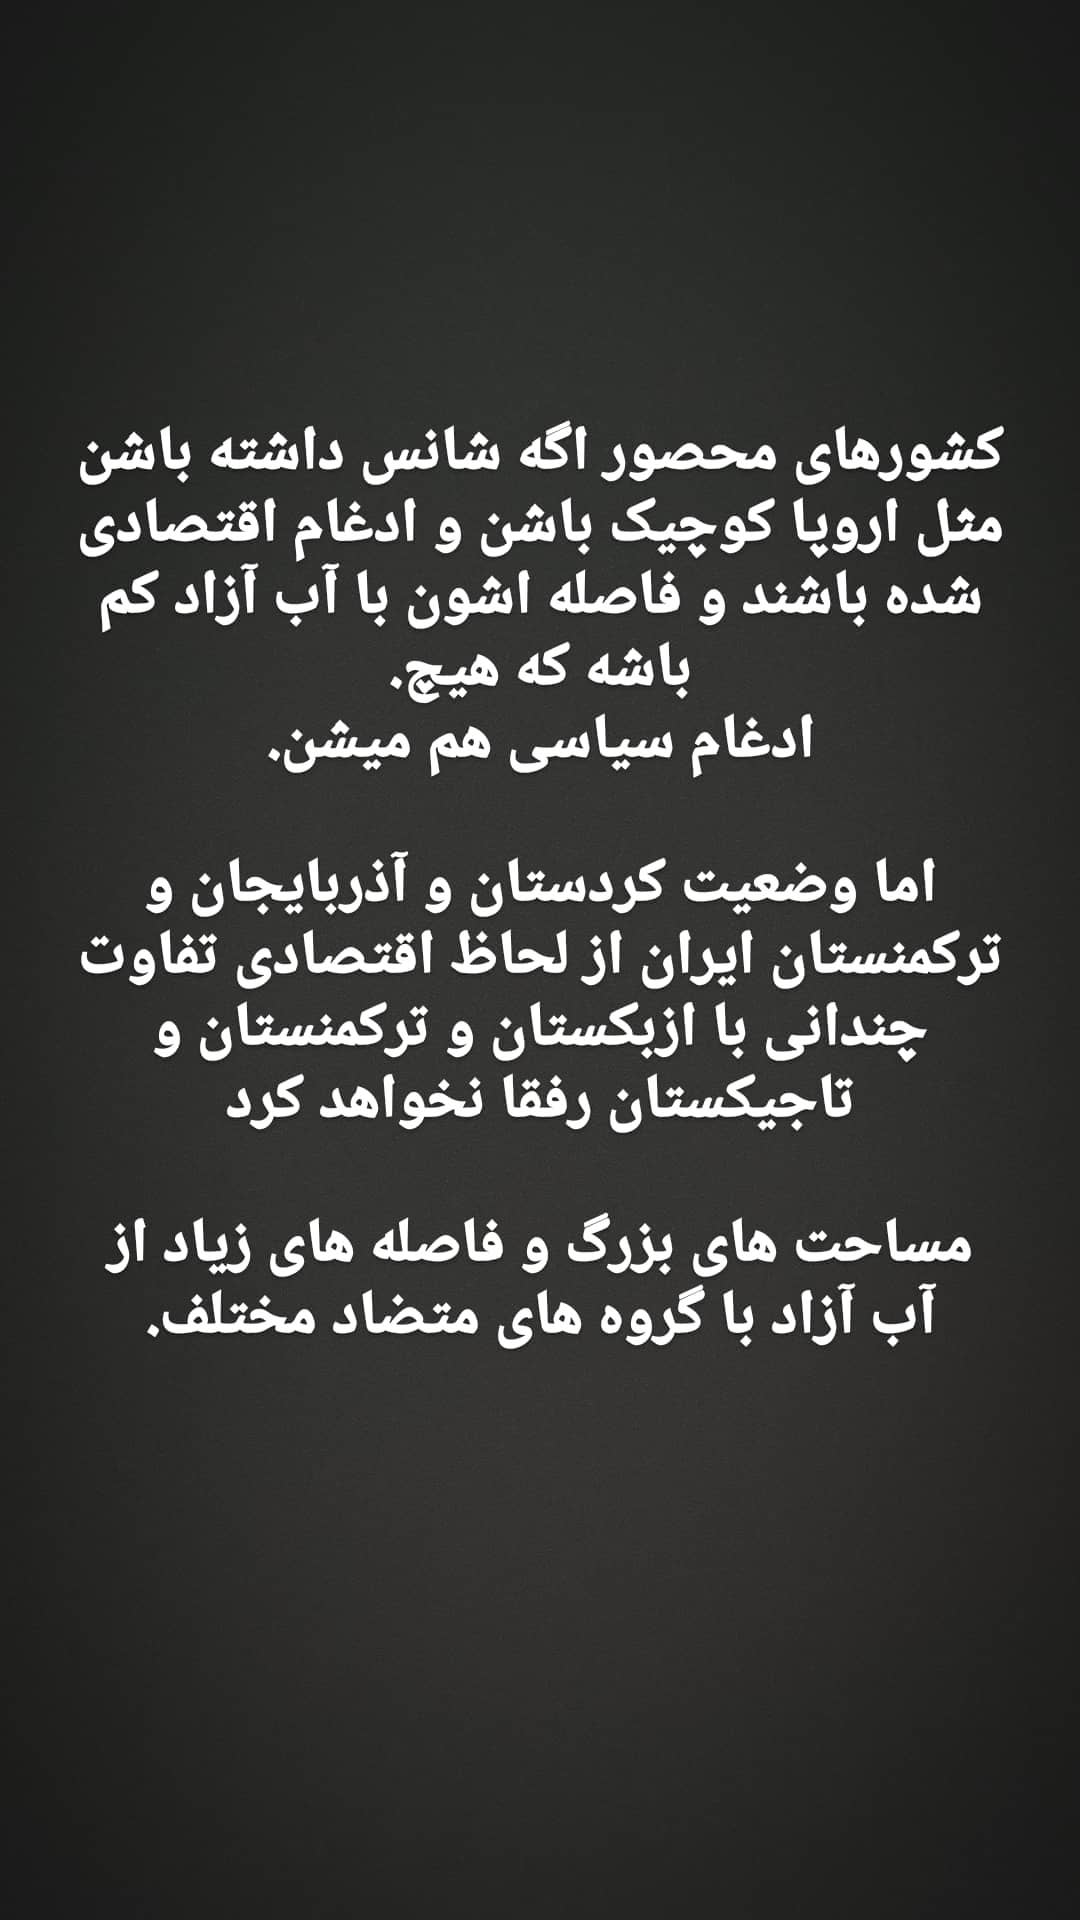 کشورهای محصور اگه شانس داشته باشن
مثل اروپا کوچیک باشن و ادغام اقتصادی
شده باشند و فاصله اشون با آب آزاد کم
باشه که هیچ.
ادغام سیاسی هم میشن.
اما وضعیت کردستان و آذربایجان و
ترکمنستان ایران از لحاظ اقتصادی تفاوت
چندانی با ازبکستان و ترکمنستان و
تاجیکستان رفقا نخواهد کرد
مساحت های بزرگ و فاصله های زیاد از
آب آزاد با گروه های متضاد مختلف.